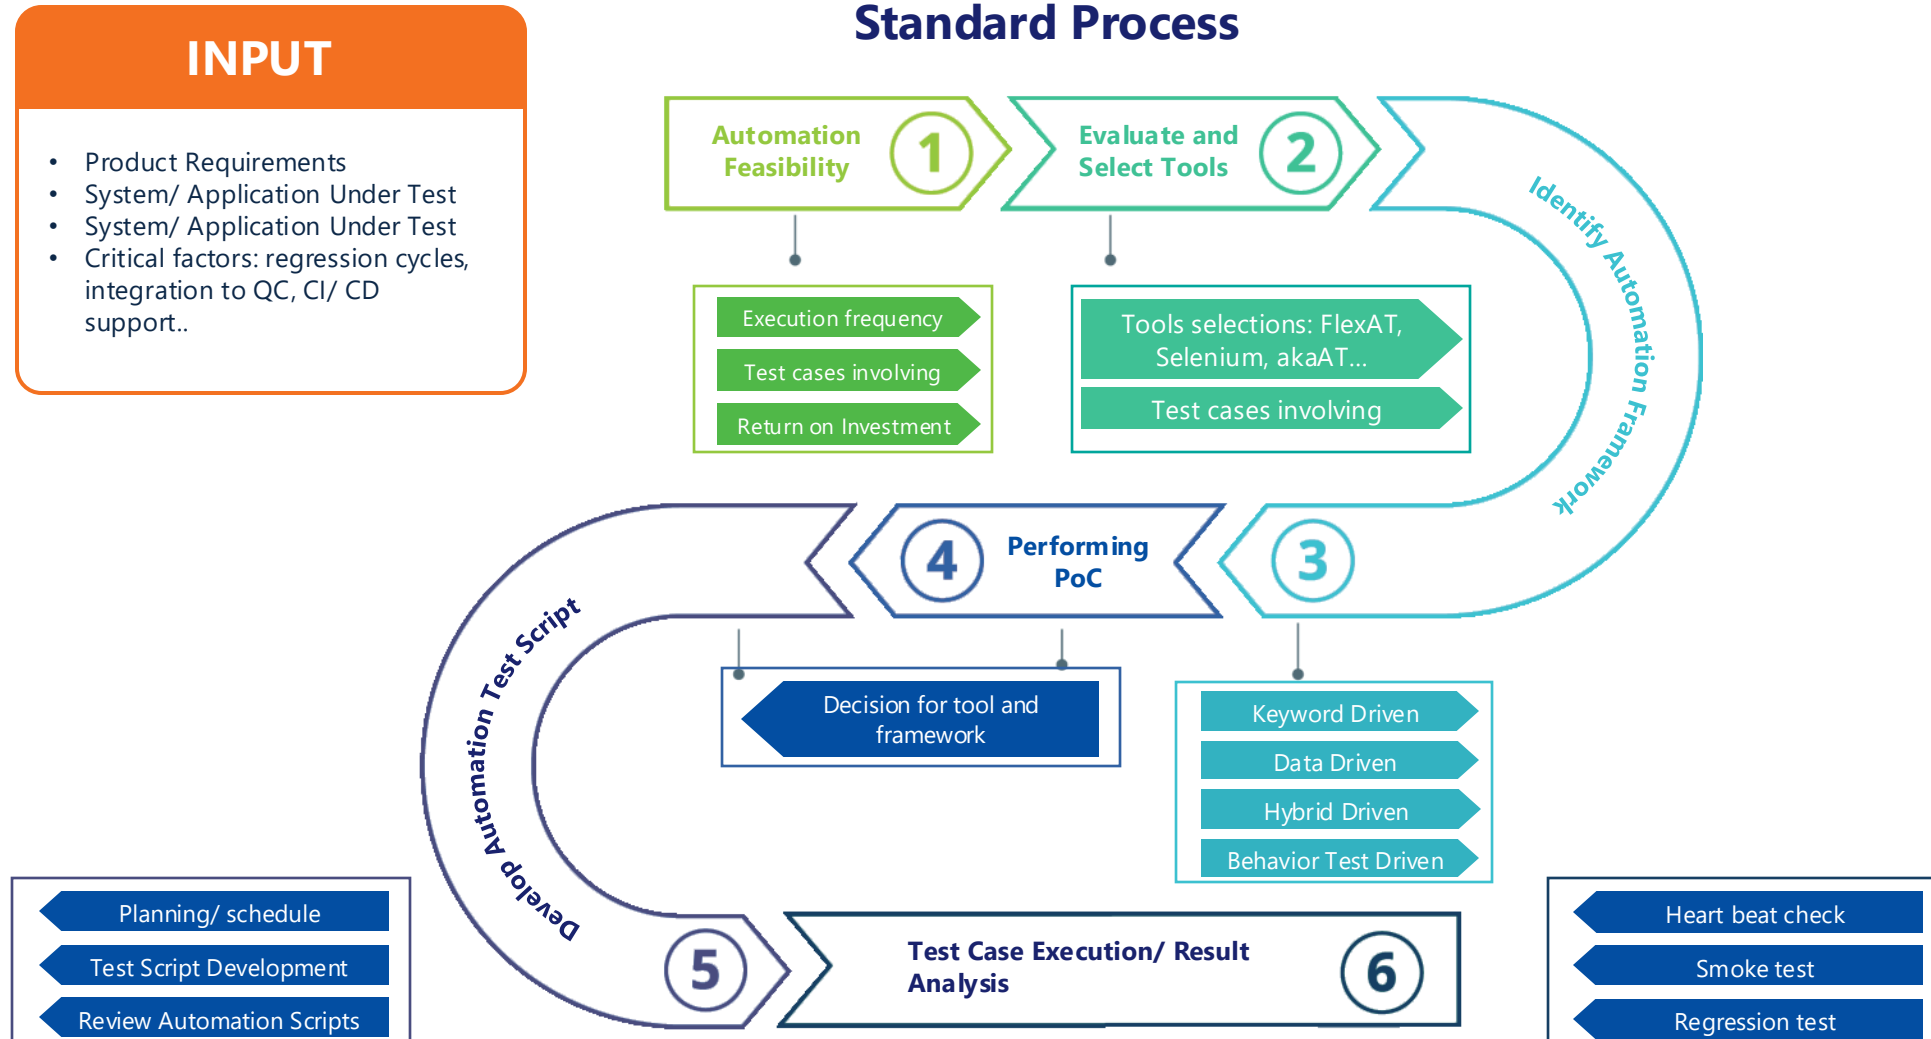 Standard Process
INPUT
• Product Requirements
• System/ Application Under Test
• System/ Application Under Test
• Critical factors: regression cycles,
integration to QC, CI/ CD
support..
Automation
Feasibility
1
Evaluate and
Select Tools
2
Identify Automation Framework
Execution frequency
Test cases involving
Return on Investment
Tools selections: FlexAT,
Selenium, akaAT...
Test cases involving
3
Performing
PoC
4
Decision for tool and
framework
Keyword Driven
Data Driven
Hybrid Driven
Behavior Test Driven
Develop Automation Test Script
5
Planning/ schedule
Test Script Development
Review Automation Scripts
Test Case Execution/ Result
Analysis
6
Heart beat check
Smoke test
Regression test